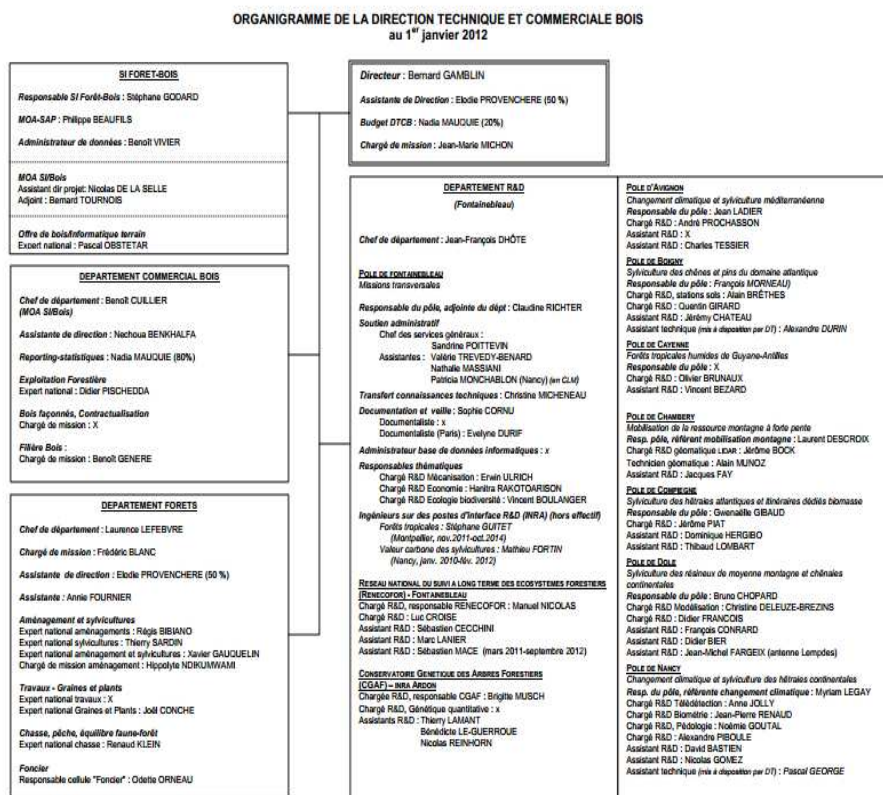 ORGANIGRAMME DE LA DIRECTION TECHNIQUE ET COMMERCIALE BOIS
au 1er janvier 2012
SI FORET-BOIS
Responsable SI Forêt-Bois : Stéphane GODARD
MOA-SAP : Philippe BEAUFILS
Administrateur de données : Benoît VIVIER
MOA SI/Bois
Assistant dir projet: Nicolas DE LA SELLE
Adjoint : Bernard TOURNOIS
Offre de bois/informatique terrain
Expert national : Pascal OBSTETAR
Directeur : Bernard GAMBLIN
Assistante de Direction : Elodie PROVENCHERE (50 %)
Budget DTCB : Nadia MAUQUIE (20%)
Chargé de mission : Jean-Marie MICHON
DEPARTEMENT COMMERCIAL BOIS
Chef de département : Benoît CUILLIER
(MOA SI/Bois)
Assistante de direction : Nechoua BENKHALFA
Reporting-statistiques : Nadia MAUQUIE (80%)
Exploitation Forestière
Expert national : Didier PISCHEDDA
Bois façonnés, Contractualisation
Chargé de mission : X
Filière Bois :
Chargé de mission : Benoît GENERE
DEPARTEMENT FORETS
Chef de département : Laurence LEFEBVRE
Chargé de mission : Frédéric BLANC
Assistante de direction : Elodie PROVENCHERE (50 %)
Assistante : Annie FOURNIER
Aménagement et sylvicultures
Expert national aménagements : Régis BIBIANO
Expert national sylvicultures : Thierry SARDIN
Expert national aménagement et sylvicultures : Xavier GAUQUELIN
Chargé de mission aménagement : Hippolyte NDIKUMWAMI
Travaux - Graines et plants
Expert national travaux : X
Expert national Graines et Plants : Joël CONCHE
Chasse, pêche, équilibre faune-forêt
Expert national chasse : Renaud KLEIN
Foncier
Responsable cellule "Foncier" : Odette ORNEAU
DEPARTEMENT R&D
(Fontainebleau)
Chef de département : Jean-François DHÔTE
POLE DE FONTAINEBLEAU
Missions transversales
Responsable du pôle, adjointe du dépt : Claudine RICHTER
Soutien administratif
Chef des services généraux :
Sandrine POITTEVIN
Assistantes : Valérie TREVEDY-BENARD
Nathalie MASSIANI
Patricia MONCHABLON (Nancy) (en CLM)
Transfert connaissances techniques : Christine MICHENEAU
Documentation et veille : Sophie CORNU
Documentaliste : x
Documentaliste (Paris) : Evelyne DURIF
Administrateur base de données informatiques : x
Responsables thématiques
Chargé R&D Mécanisation : Erwin ULRICH
Chargé R&D Economie : Hanitra RAKOTOARISON
Chargé R&D Ecologie biodiversité : Vincent BOULANGER
Ingénieurs sur des postes d'interface R&D (INRA) (hors effectif)
Forêts tropicales : Stéphane GUITET
(Montpellier, nov.2011-oct.2014)
Valeur carbone des sylvicultures : Mathieu FORTIN
(Nancy, janv. 2010-fév. 2012)
RESEAU NATIONAL DU SUIVI A LONG TERME DES ECOSYSTEMES FORESTIERS
(RENECOFOR) - FONTAINEBLEAU
Chargé R&D, responsable RENECOFOR : Manuel NICOLAS
Chargé R&D : Luc CROISE
Assistant R&D : Sébastien CECCHINI
Assistant R&D : Marc LANIER
Assistant R&D : Sébastien MACE (mars 2011-septembre 2012)
CONSERVATOIRE GENETIQUE DES ARBRES FORESTIERS
(CGAF) – INRA ARDON
Chargée R&D, responsable CGAF : Brigitte MUSCH
Chargé R&D, Génétique quantitative : x
Assistants R&D : Thierry LAMANT
Bénédicte LE-GUERROUE
Nicolas REINHORN
POLE D'AVIGNON
Changement climatique et sylviculture méditerranéenne
Responsable du pôle : Jean LADIER
Chargé R&D : André PROCHASSON
Assistant R&D : X
Assistant R&D : Charles TESSIER
POLE DE BOIGNY
Sylviculture des chênes et pins du domaine atlantique
Responsable du pôle : François MORNEAU)
Chargé R&D, stations sols : Alain BRÊTHES
Chargé R&D : Quentin GIRARD
Assistant R&D : Jérémy CHATEAU
Assistant technique (mis à disposition par DT) : Alexandre DURIN
POLE DE CAYENNE
Forêts tropicales humides de Guyane-Antilles
Responsable du pôle : X
Chargé R&D : Olivier BRUNAUX
Assistant R&D : Vincent BEZARD
POLE DE CHAMBERY
Mobilisation de la ressource montagne à forte pente
Resp. pôle, référent mobilisation montagne : Laurent DESCROIX
Chargé R&D géomatique LIDAR : Jérôme BOCK
Technicien géomatique : Alain MUNOZ
Assistant R&D : Jacques FAY
POLE DE COMPIEGNE
Sylviculture des hêtraies atlantiques et itinéraires dédiés biomasse
Responsable du pôle : Gwenaëlle GIBAUD
Chargé R&D : Jérôme PIAT
Assistant R&D : Dominique HERGIBO
Assistant R&D : Thibaud LOMBART
POLE DE DOLE
Sylviculture des résineux de moyenne montagne et chênaies
continentales
Responsable du pôle : Bruno CHOPARD
Chargé R&D Modélisation : Christine DELEUZE-BREZINS
Chargé R&D : Didier FRANCOIS
Assistant R&D : François CONRARD
Assistant R&D : Didier BIER
Assistant R&D : Jean-Michel FARGEIX (antenne Lempdes)
POLE DE NANCY
Changement climatique et sylviculture des hêtraies continentales
Resp. du pôle, référente changement climatique : Myriam LEGAY
Chargé R&D Télédétection : Anne JOLLY
Chargé R&D Biométrie : Jean-Pierre RENAUD
Chargé R&D, Pédologie : Noémie GOUTAL
Chargé R&D : Alexandre PIBOULE
Assistant R&D : David BASTIEN
Assistant R&D : Nicolas GOMEZ
Assistant technique (mis à disposition par DT) : Pascal GEORGE